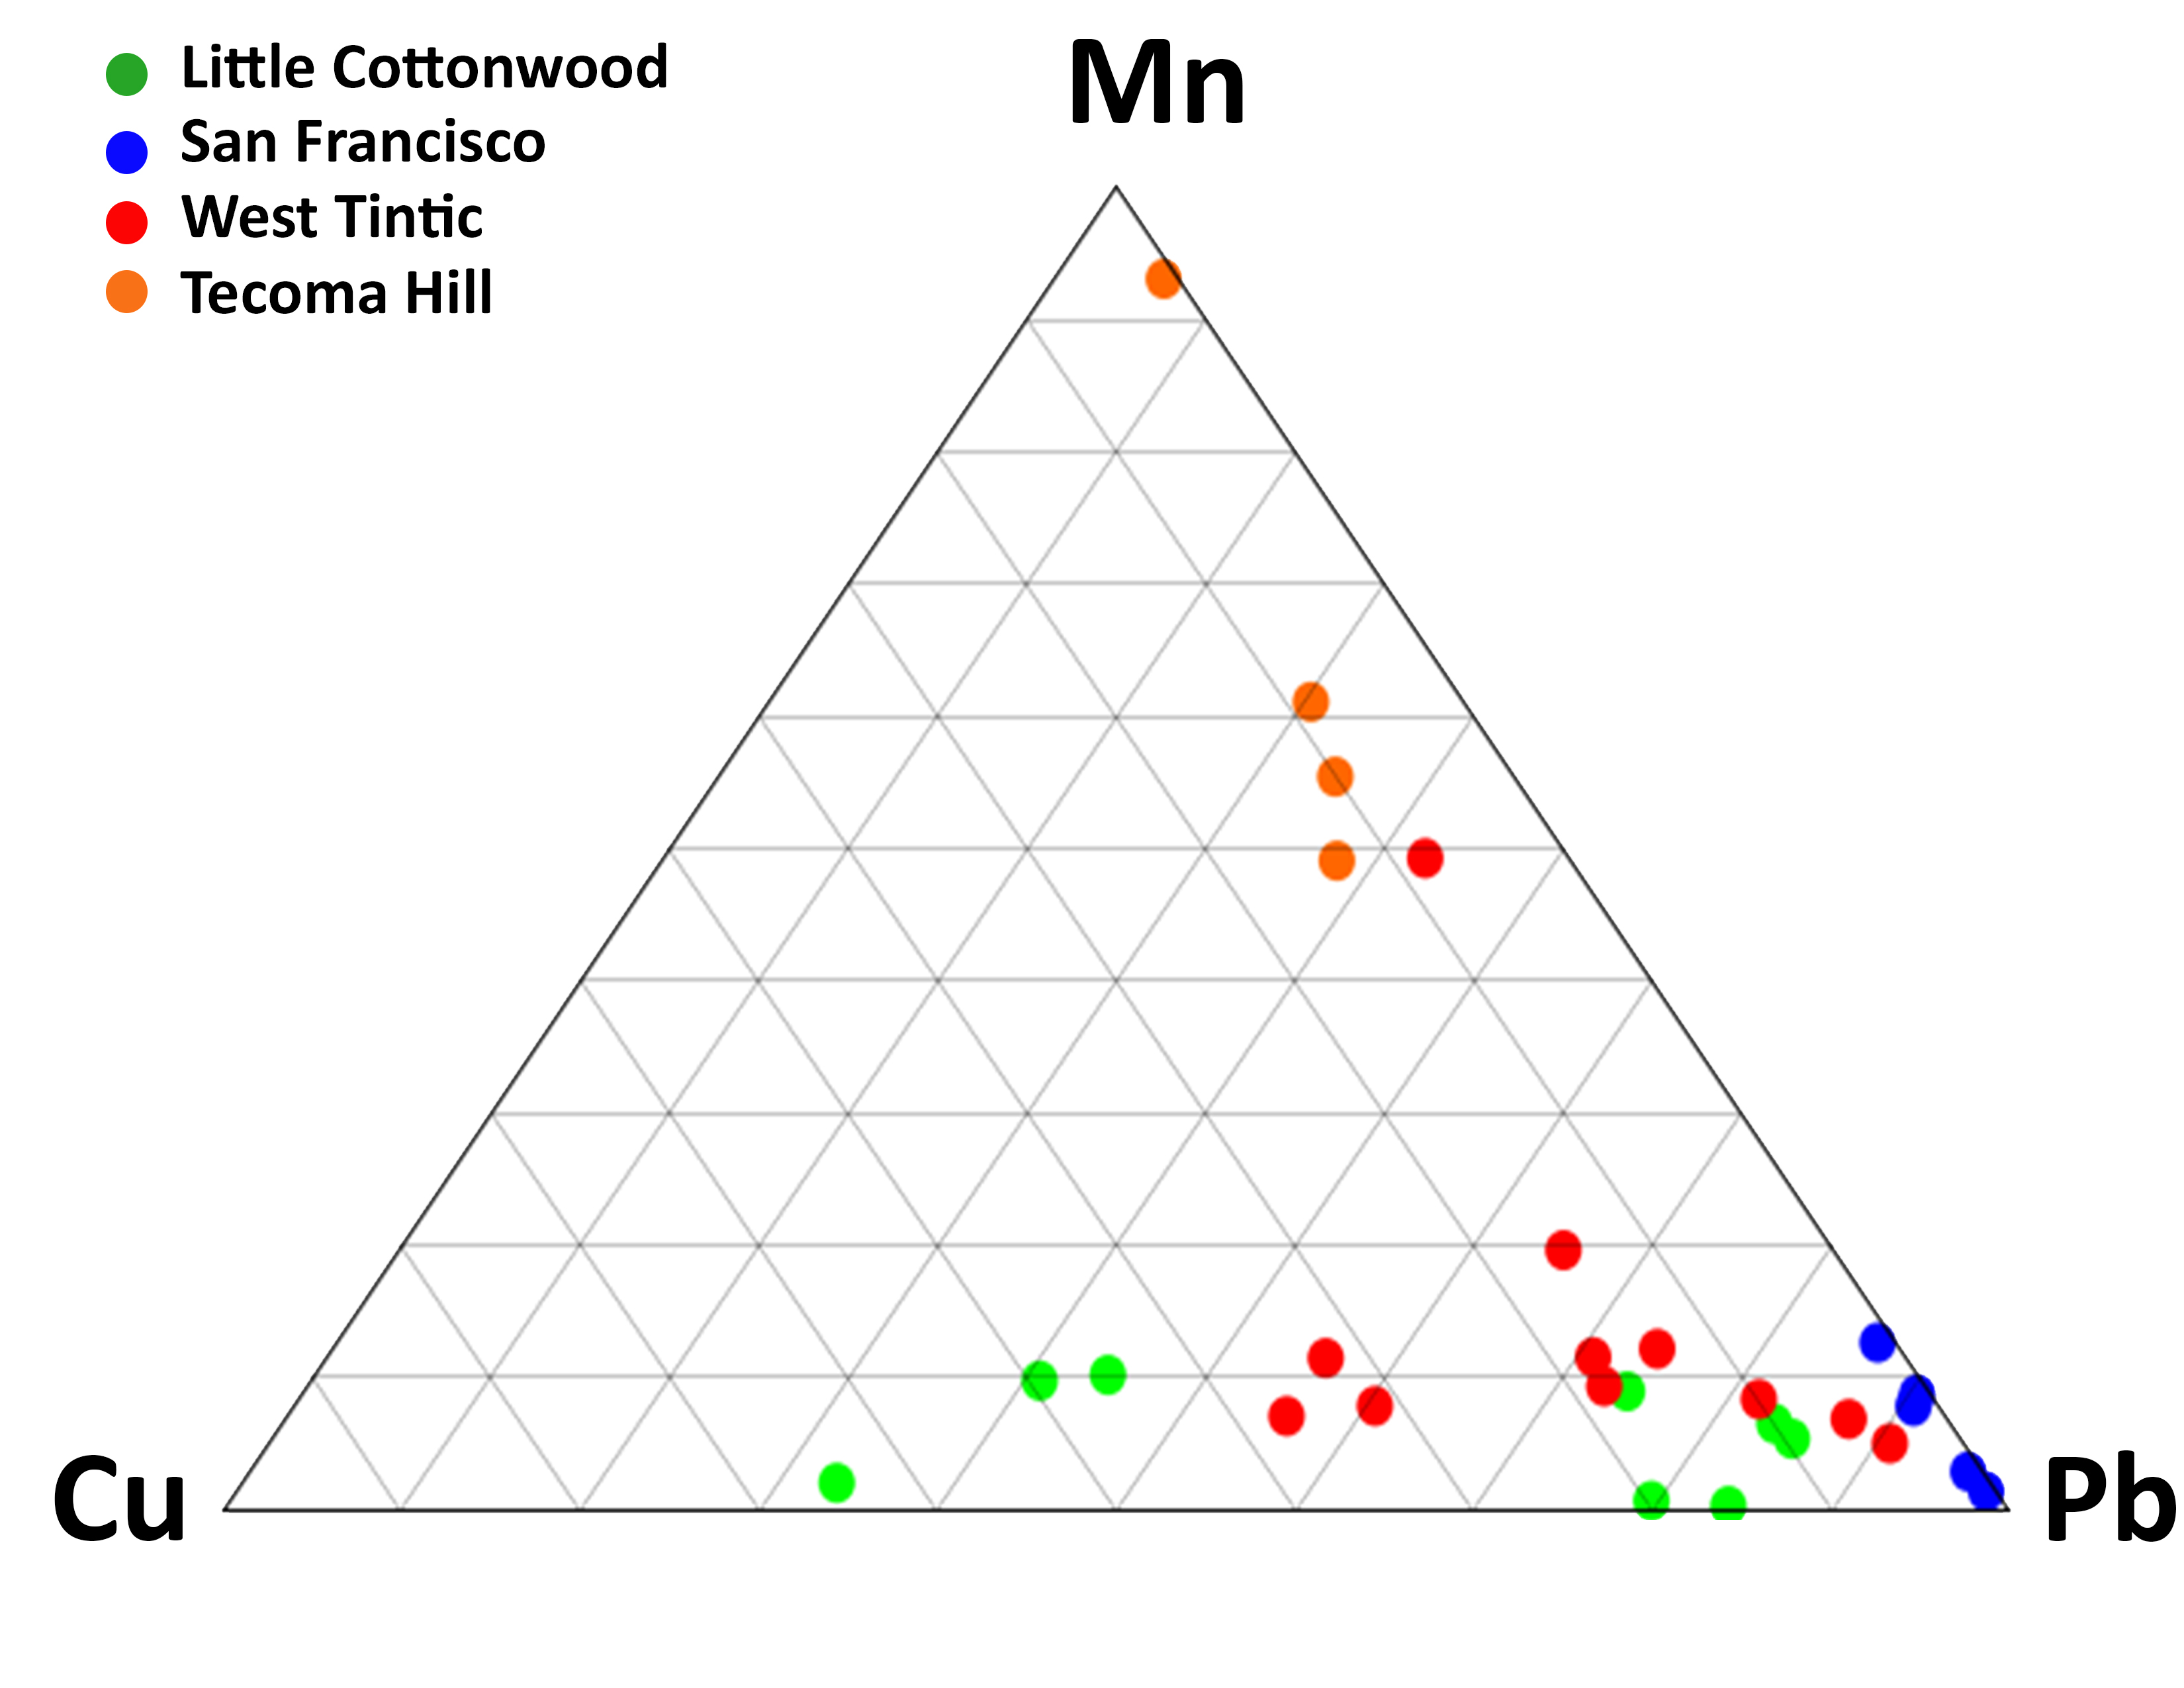 Little Cottonwood
San Francisco
West Tintic
Tecoma Hill
Mn
Cu
Pb